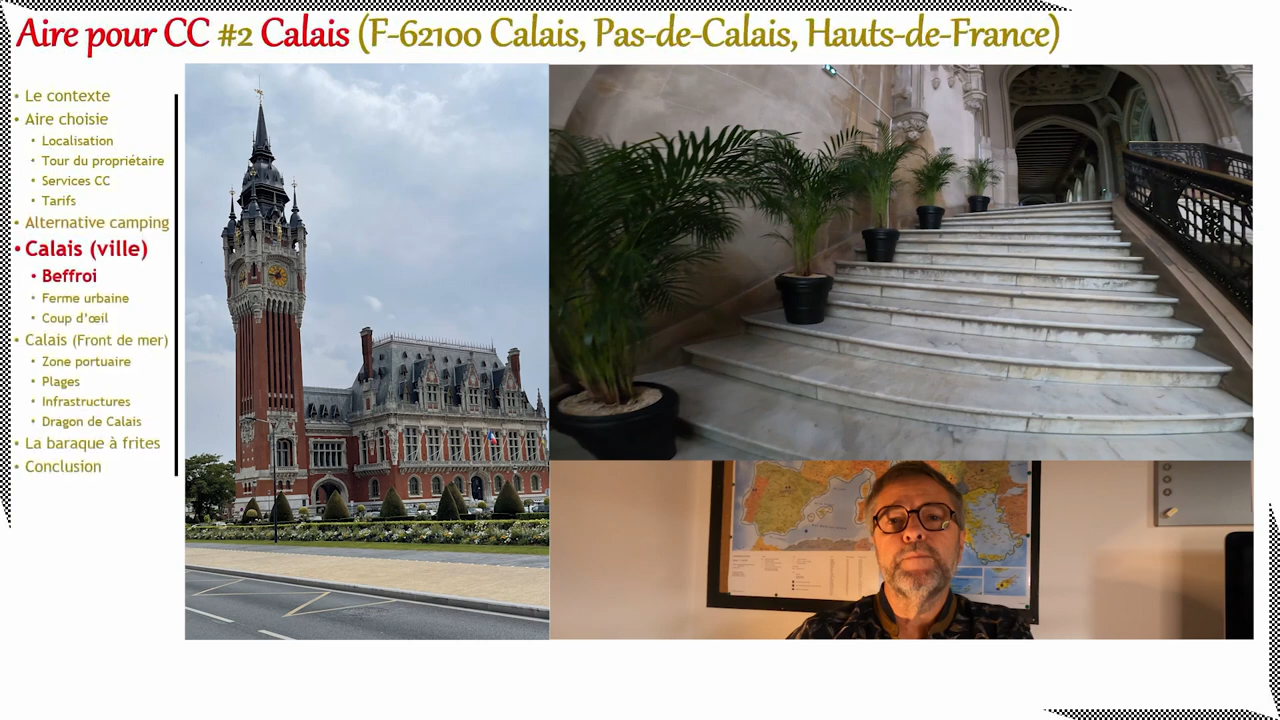 Aire pour CC #2 Calais (F-62100 Calais, Pas-de-Calais, Hauts-de-France)
• Le contexte
• Aire choisie
• Localisation
• Tour du propriétaire
• Services CC
• Tarifs
• Alternative camping
• Calais (ville)
• Beffroi
• Ferme urbaine
• Coup d'œil
• Calais (Front de mer)
• Zone portuaire
• Plages
• Infrastructures
• Dragon de Calais
• La baraque à frites
• Conclusion